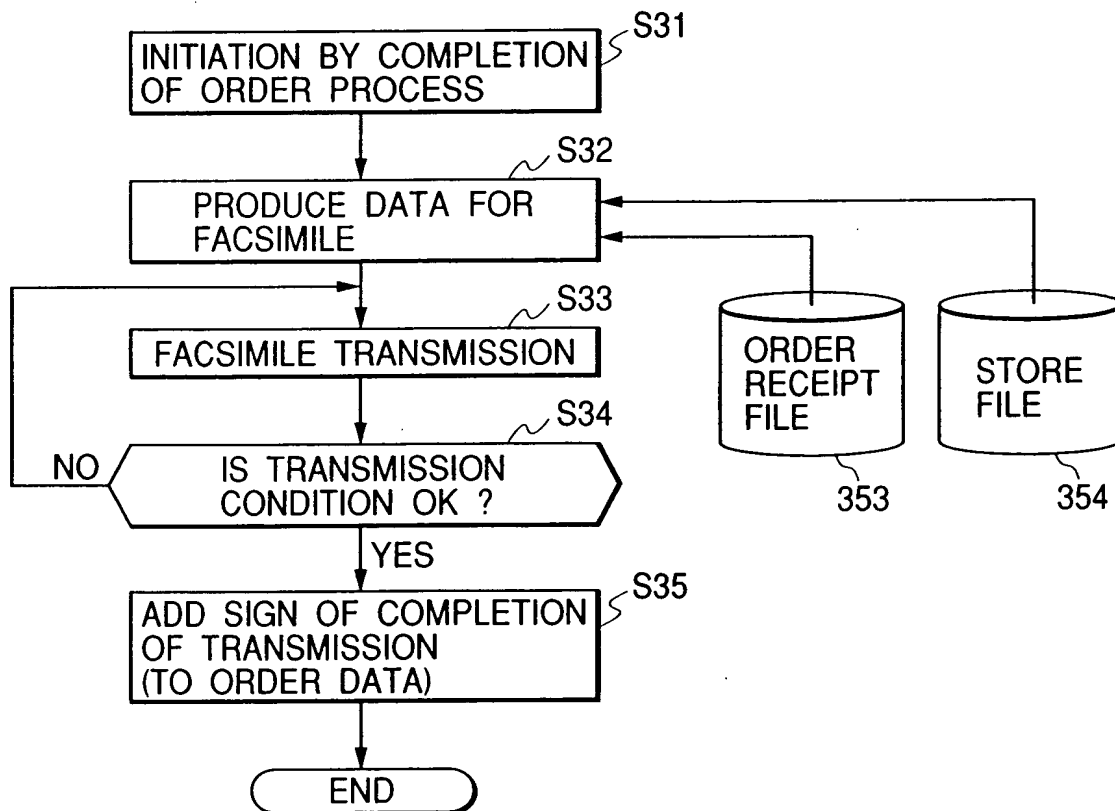 S31
INITIATION BY COMPLETION
OF ORDER PROCESS
S32
PRODUCE DATA FOR
FACSIMILE
S33
FACSIMILE TRANSMISSION
ORDER
RECEIPT
FILE
STORE
FILE
S34
NO
IS TRANSMISSION
CONDITION OK ?
353
354
YES
S35
ADD SIGN OF COMPLETION
OF TRANSMISSION
(TO ORDER DATA)
END